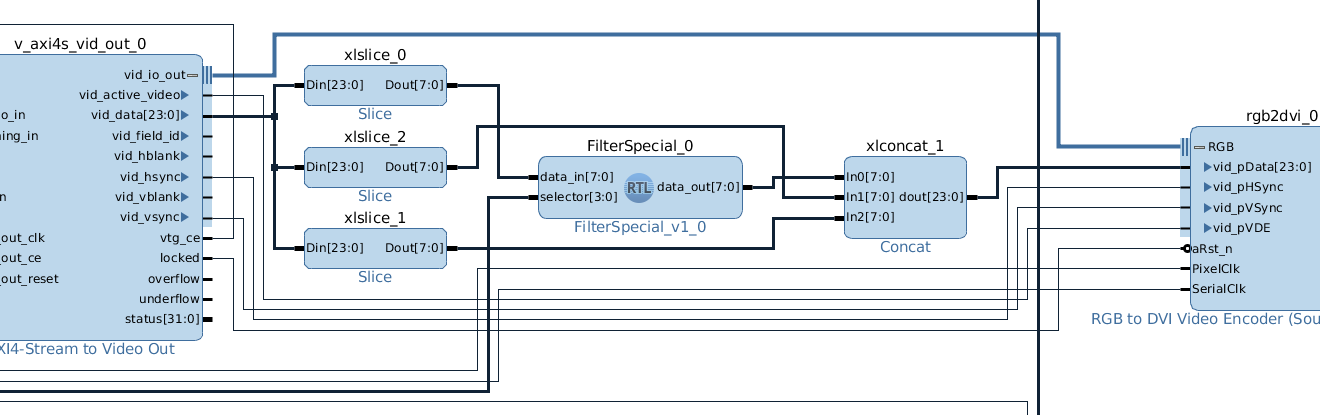 v_axi4s_vid_out_0
vid_io_out
vid_active_video
o_in
vid_data[23:0]
ning_in
vid_field_id
vid_hblank
vid_hsync
n
vid_vblank
vid_vsync
out_clk
vtg_ce
out_ce
locked
out_reset
overflow
underflow
status[31:0]
XI4-Stream to Video Out
xlslice_0
Din[23:0] Dout[7:0]
Slice
xlslice_2
Din[23:0] Dout[7:0]
Slice
xlslice_1
Din[23:0] Dout[7:0]
Slice
FilterSpecial_0
data_in[7:0]
selector[3:0]
RTL
data_out[7:0]
FilterSpecial_v1_0
xlconcat_1
In0[7:0]
In1[7:0] dout[23:0]
In2[7:0]
Concat
rgb2dvi_0
RGB
vid_pData[23:0]
vid_pHSync
vid_pVSync
vid_pVDE
aRst_n
PixelClk
SerialClk
RGB to DVI Video Encoder (Sou